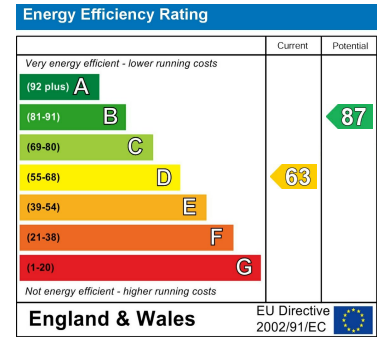 Energy Efficiency Rating
Current Potential
Very energy efficient - lower running costs
(92 plus) A
(81-91) B 87
(69-80) C
(55-68) D 63
(39-54) E
(21-38) F
(1-20) G
Not energy efficient - higher running costs
England & Wales
EU Directive
2002/91/EC